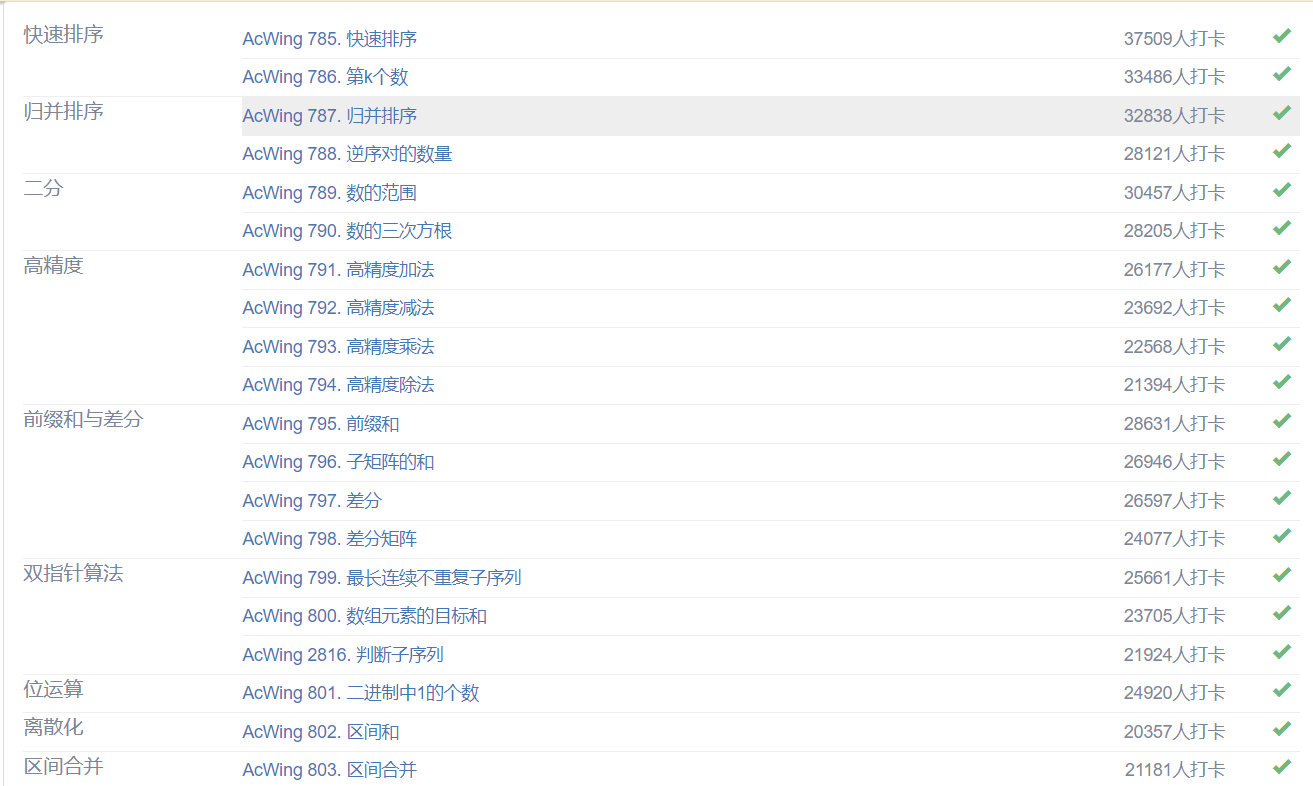 快速排序 AcWing 785. 快速排序 37509人打卡
AcWing 786. 第k个数 33486人打卡
归并排序 AcWing 787. 归并排序 32838人打卡
AcWing 788. 逆序对的数量 28121人打卡
二分 AcWing 789. 数的范围 30457人打卡
AcWing 790. 数的三次方根 28205人打卡
高精度 AcWing 791. 高精度加法 26177人打卡
AcWing 792. 高精度减法 23692人打卡
AcWing 793. 高精度乘法 22568人打卡
AcWing 794. 高精度除法 21394人打卡
前缀和与差分 AcWing 795. 前缀和 28631人打卡
AcWing 796. 子矩阵的和 26946人打卡
AcWing 797. 差分 26597人打卡
AcWing 798. 差分矩阵 24077人打卡
双指针算法 AcWing 799. 最长连续不重复子序列 25661人打卡
AcWing 800. 数组元素的目标和 23705人打卡
AcWing 2816. 判断子序列 21924人打卡
位运算 AcWing 801. 二进制中1的个数 24920人打卡
离散化 AcWing 802. 区间和 20357人打卡
区间合并 AcWing 803. 区间合并 21181人打卡